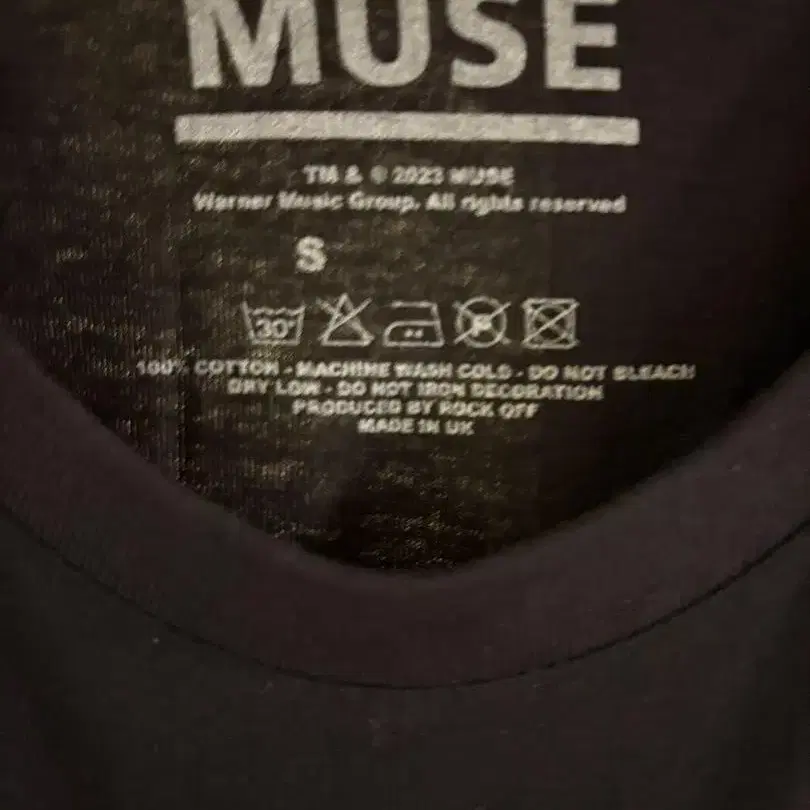 MUSE
TM & © 2023 MUSE
Warner Music Group. All rights reserved
S
30°
P
100% COTTON - MACHINE WASH COLD - DO NOT BLEACH
DRY LOW - DO NOT IRON DECORATION
PRODUCED BY ROCK OFF
MADE IN UK